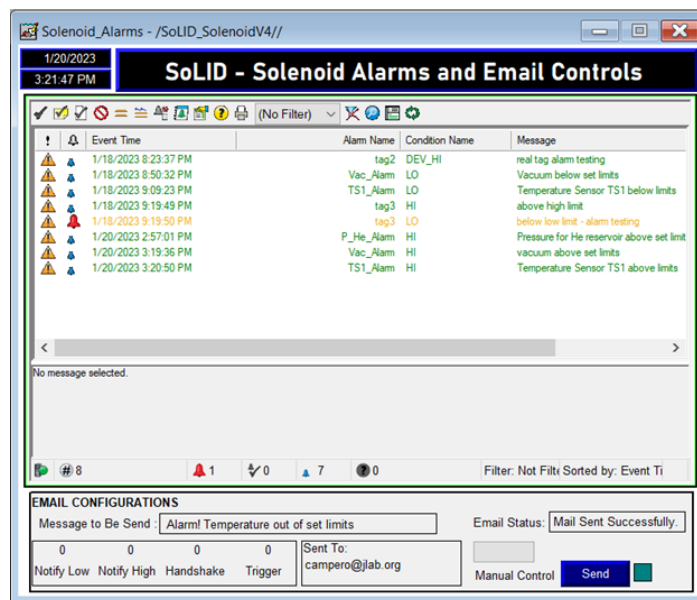 Solenoid_Alarms - /SoLID_SolenoidV4//
1/20/2023
3:21:47 PM
SoLID - Solenoid Alarms and Email Controls
(No Filter)
! Event Time Alarm Name Condition Name Message
1/18/2023 8:23:37 PM tag2 DEV_HI real tag alarm testing
1/18/2023 8:50:32 PM Vac_Alarm LO Vacuum below set limits
1/18/2023 9:09:23 PM TS1_Alarm LO Temperature Sensor TS1 below limits
1/18/2023 9:19:49 PM tag3 HI above high limit
1/18/2023 9:19:50 PM tag3 LO below low limit - alarm testing
1/20/2023 2:57:01 PM P_He_Alarm HI Pressure for He reservoir above set limit
1/20/2023 3:19:36 PM Vac_Alarm HI vacuum above set limits
1/20/2023 3:20:50 PM TS1_Alarm HI Temperature Sensor TS1 above limits
No message selected.
# 8 1 0 7 ? 0 Filter: Not Filt Sorted by: Event Ti
EMAIL CONFIGURATIONS
Message to Be Send : Alarm! Temperature out of set limits
Email Status: Mail Sent Successfully.
0 0 0 0
Notify Low Notify High Handshake Trigger
Sent To:
campero@jlab.org
Manual Control Send